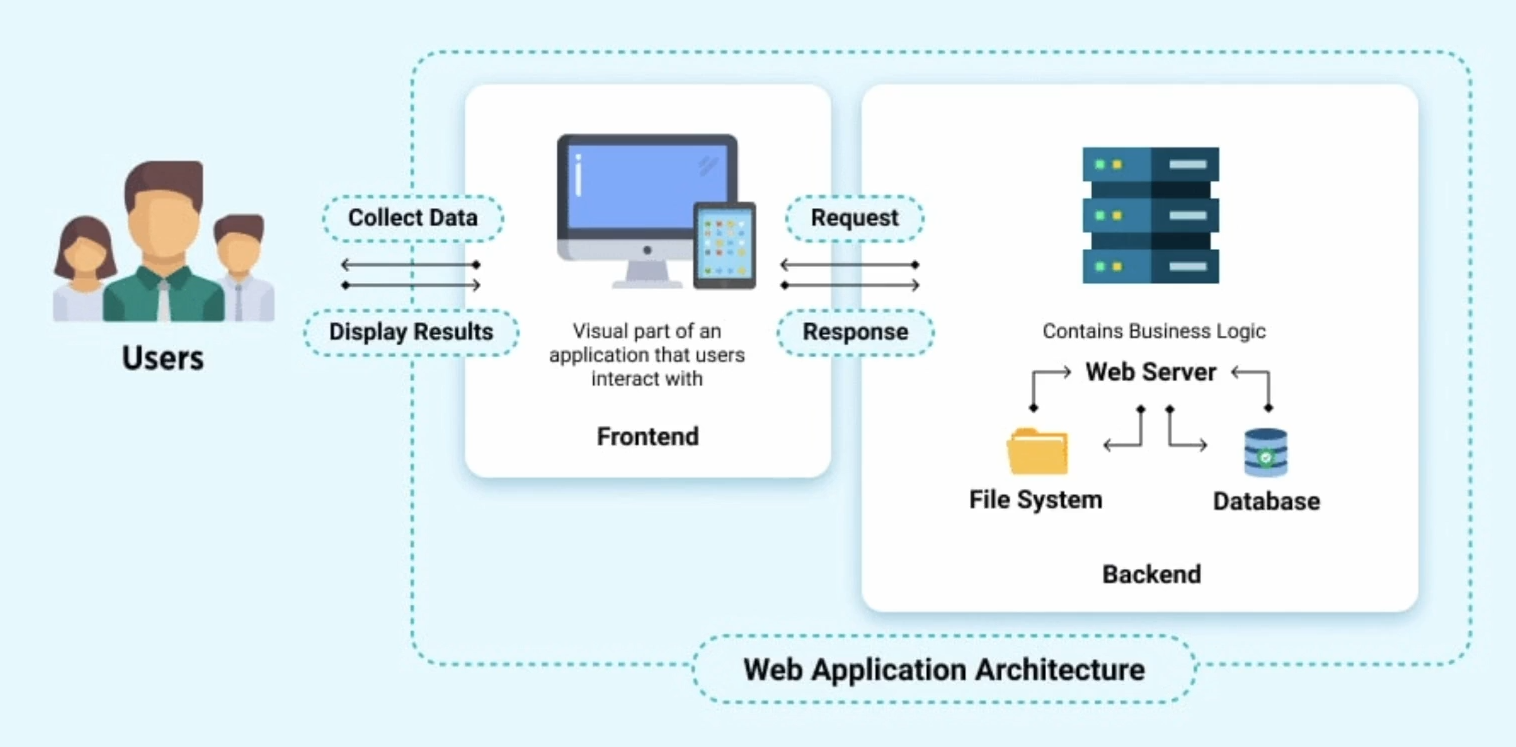 Users
Collect Data
Display Results
Visual part of an
application that users
interact with
Frontend
Request
Response
Contains Business Logic
Web Server
File System
Database
Backend
Web Application Architecture